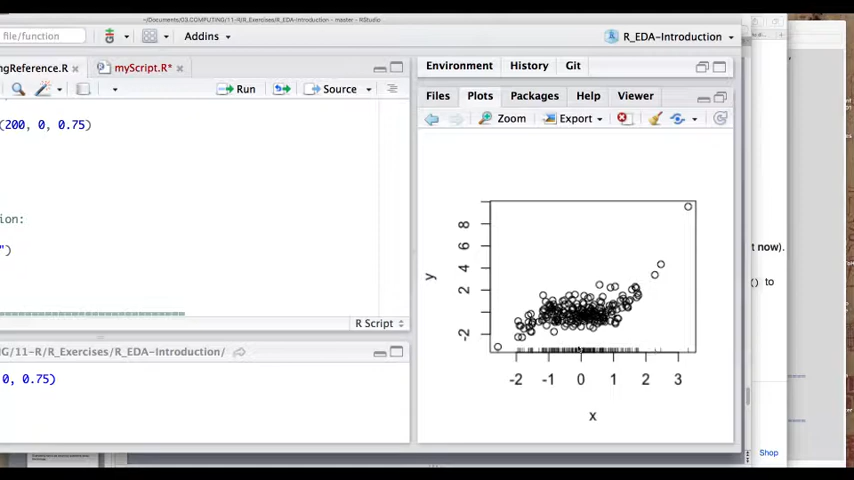 ~/Documents/03.COMPUTING/11-R/R_Exercises/R_EDA-Introduction - master - RStudio
file/function
Addins
R_EDA-Introduction
ngReference.R
myScript.R*
Environment
History
Git
Run
Source
Files
Plots
Packages
Help
Viewer
Zoom
Export
(200, 0, 0.75)
ion:
")
R Script
NG/11-R/R_Exercises/R_EDA-Introduction/
0, 0.75)
y
8
6
4
2
-2
-2
-1
0
1
2
3
x
t now).
() to
Shop